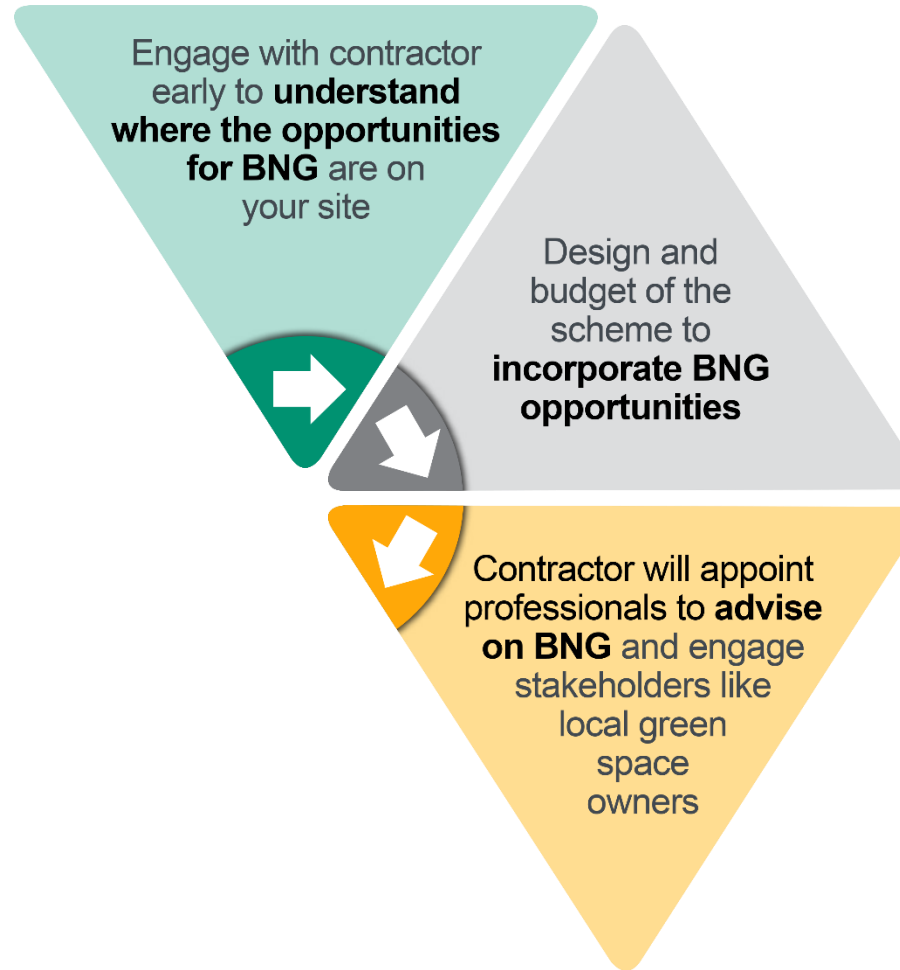 Engage with contractor
early to understand
where the opportunities
for BNG are on
your site
Design and
budget of the
scheme to
incorporate BNG
opportunities
Contractor will appoint
professionals to advise
on BNG and engage
stakeholders like
local green
space
owners